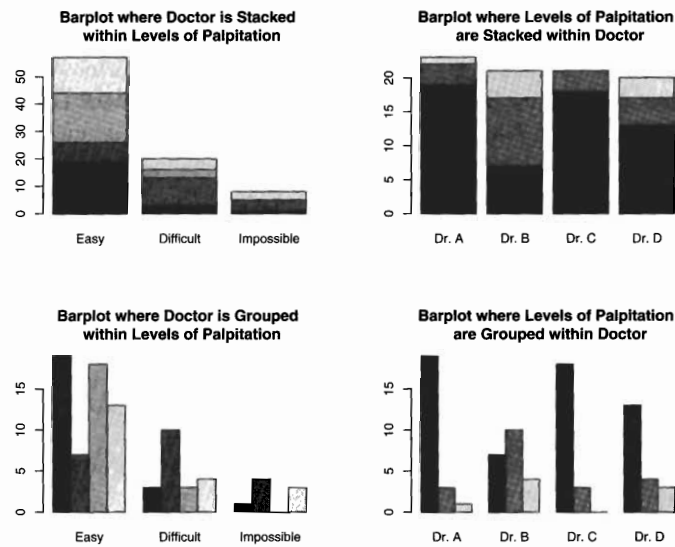 Barplot where Doctor is Stacked
within Levels of Palpitation
50
40
30
20
10
0
Easy Difficult Impossible
Barplot where Levels of Palpitation
are Stacked within Doctor
20
15
10
5
0
Dr. A Dr. B Dr. C Dr. D
Barplot where Doctor is Grouped
within Levels of Palpitation
15
10
5
0
Easy Difficult Impossible
Barplot where Levels of Palpitation
are Grouped within Doctor
15
10
5
0
Dr. A Dr. B Dr. C Dr. D